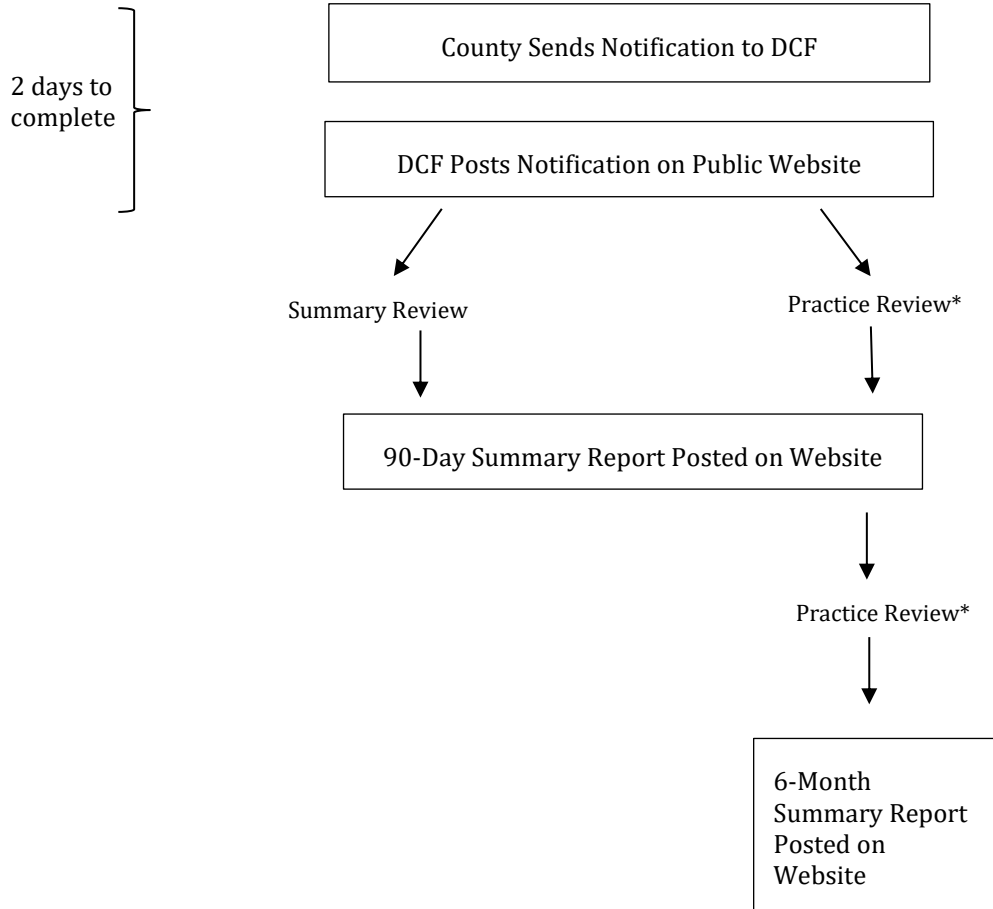 County Sends Notification to DCF
2 days to
complete
DCF Posts Notification on Public Website
Summary Review
Practice Review*
90-Day Summary Report Posted on Website
Practice Review*
6-Month
Summary Report
Posted on
Website